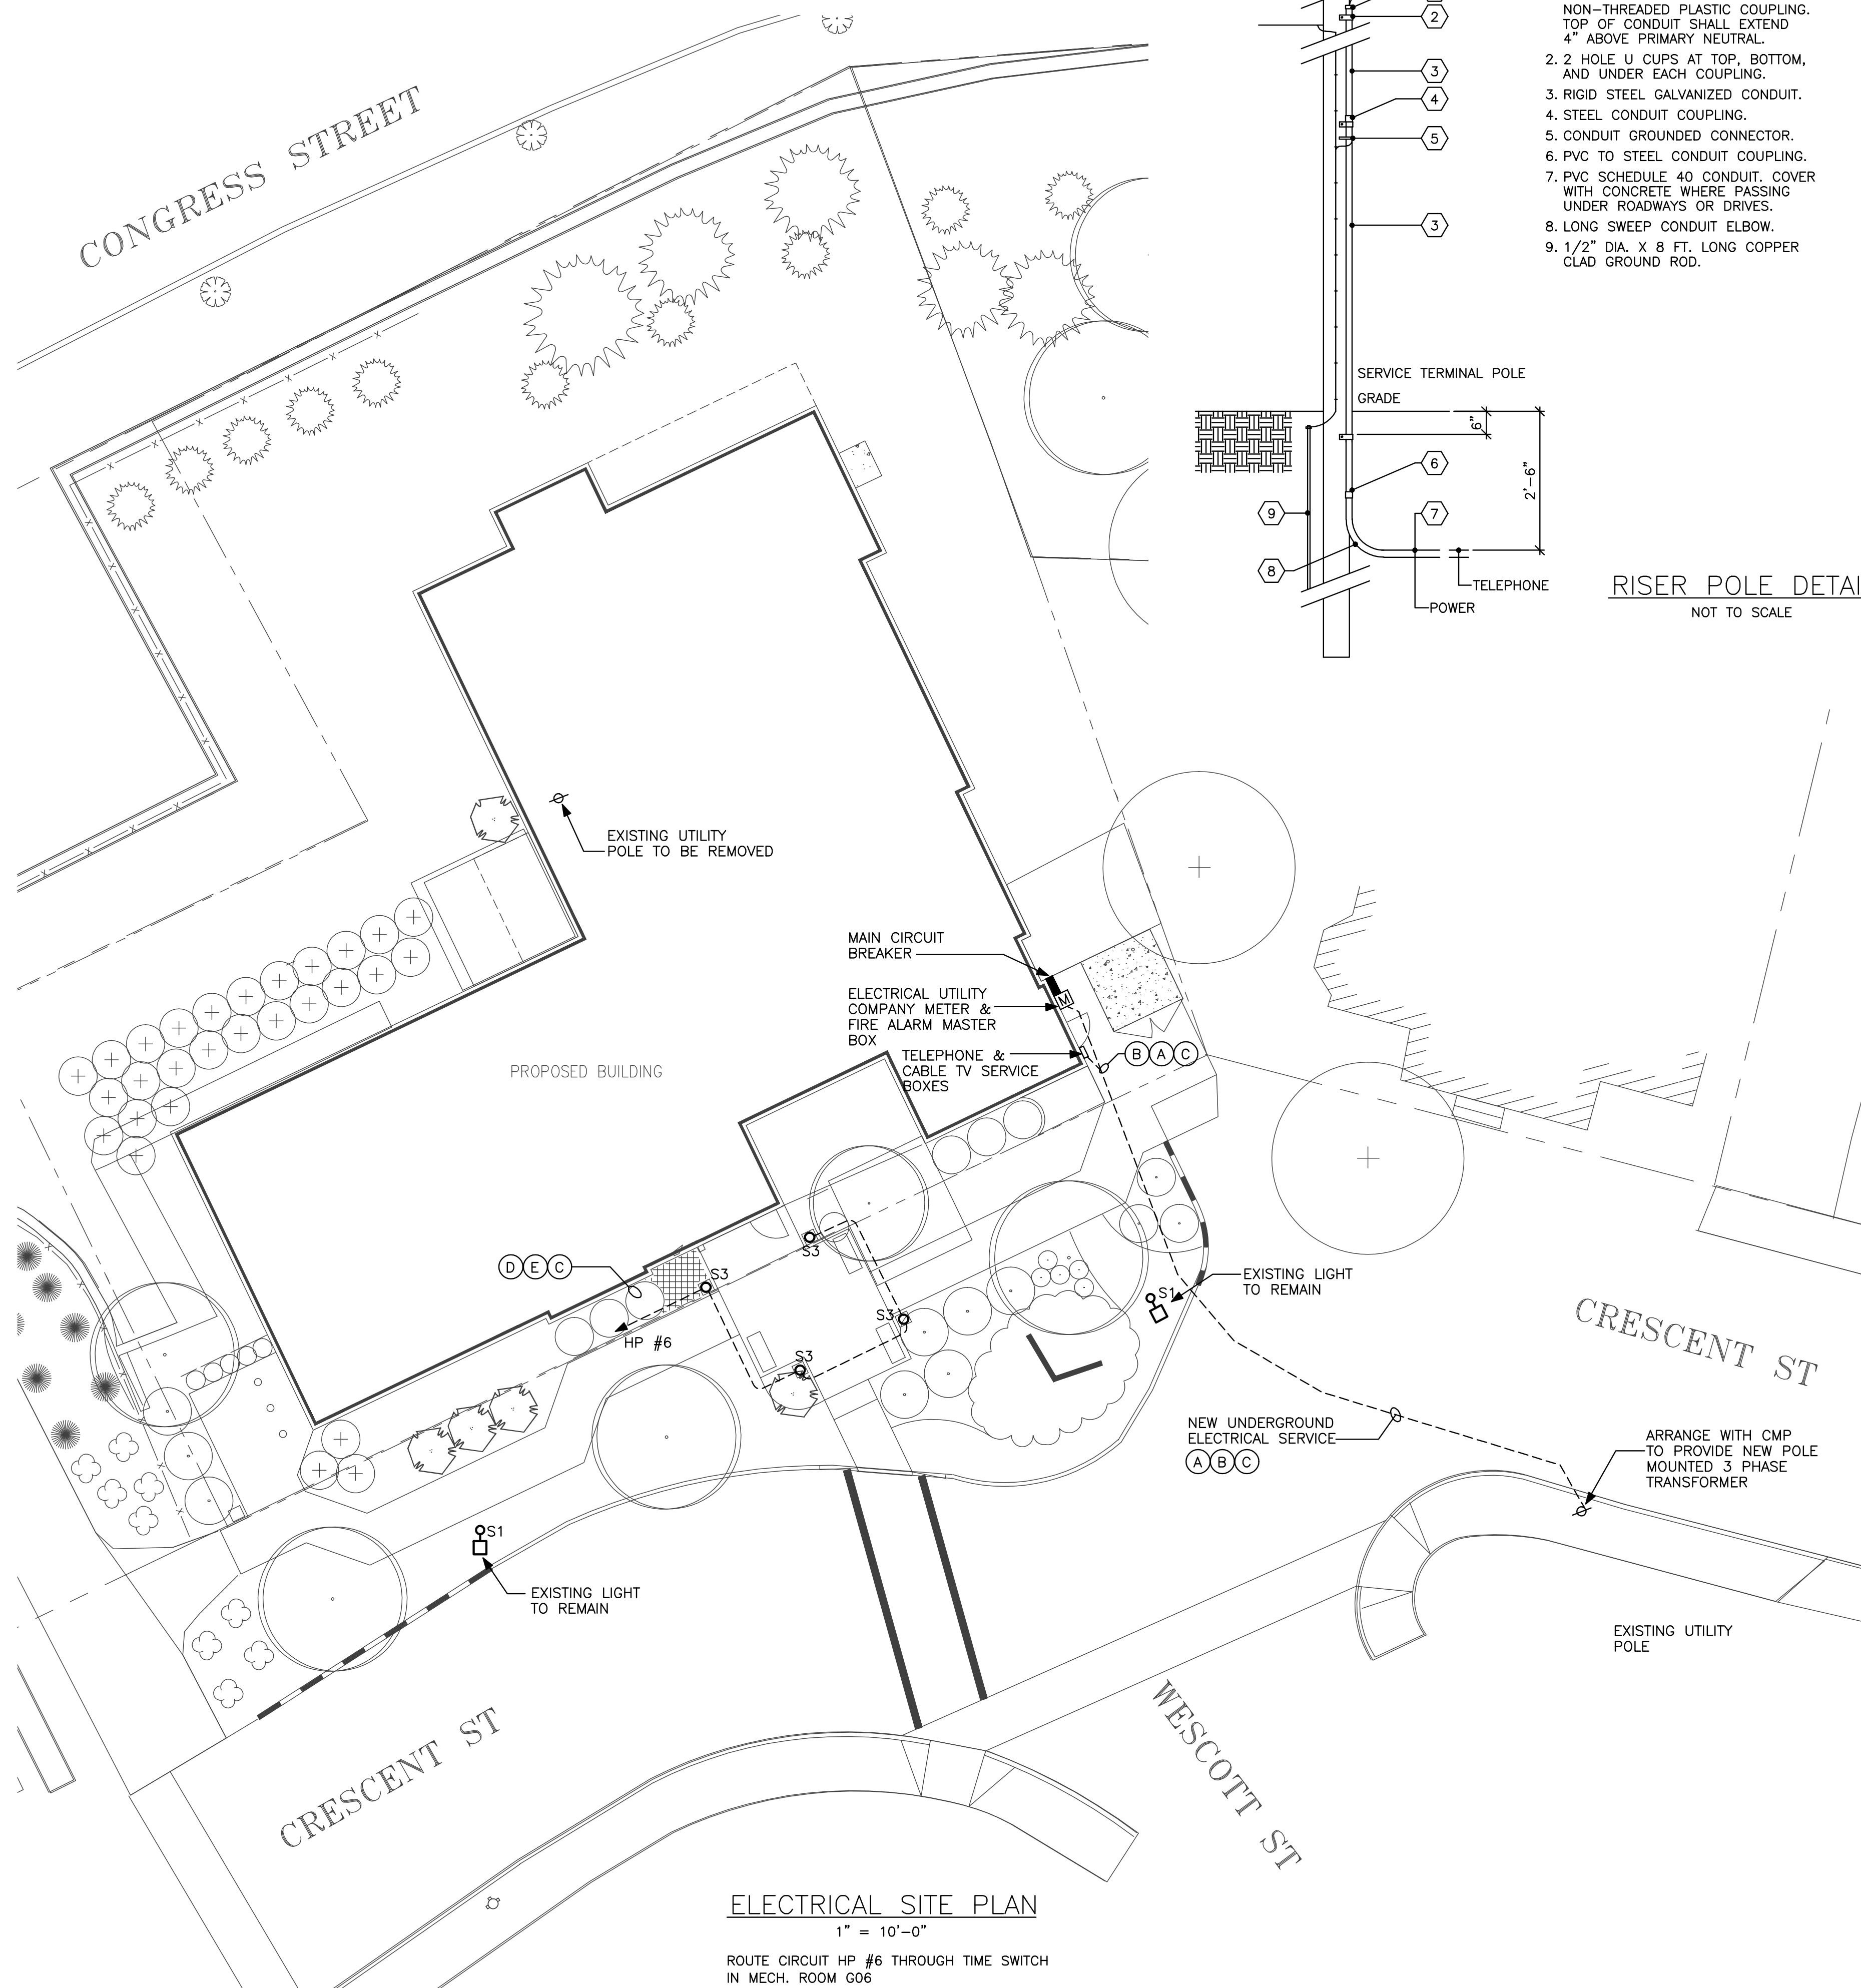 NON-THREADED PLASTIC COUPLING.
TOP OF CONDUIT SHALL EXTEND
4" ABOVE PRIMARY NEUTRAL.
2. 2 HOLE U CUPS AT TOP, BOTTOM,
AND UNDER EACH COUPLING.
3. RIGID STEEL GALVANIZED CONDUIT.
4. STEEL CONDUIT COUPLING.
5. CONDUIT GROUNDED CONNECTOR.
6. PVC TO STEEL CONDUIT COUPLING.
7. PVC SCHEDULE 40 CONDUIT. COVER
WITH CONCRETE WHERE PASSING
UNDER ROADWAYS OR DRIVES.
8. LONG SWEEP CONDUIT ELBOW.
9. 1/2" DIA. X 8 FT. LONG COPPER
CLAD GROUND ROD.
2
3
4
5
3
SERVICE TERMINAL POLE
GRADE
6"
2'-6"
6
7
9
8
TELEPHONE
POWER
RISER POLE DETAI
NOT TO SCALE
CONGRESS STREET
EXISTING UTILITY
POLE TO BE REMOVED
MAIN CIRCUIT
BREAKER
ELECTRICAL UTILITY
COMPANY METER &
FIRE ALARM MASTER
BOX
M
TELEPHONE &
CABLE TV SERVICE
BOXES
B A C
PROPOSED BUILDING
D E C
S3
S3
S3
S3
HP #6
S1
EXISTING LIGHT
TO REMAIN
CRESCENT ST
NEW UNDERGROUND
ELECTRICAL SERVICE
A B C
ARRANGE WITH CMP
TO PROVIDE NEW POLE
MOUNTED 3 PHASE
TRANSFORMER
S1
EXISTING LIGHT
TO REMAIN
EXISTING UTILITY
POLE
CRESCENT ST
WESCOTT ST
ELECTRICAL SITE PLAN
1" = 10'-0"
ROUTE CIRCUIT HP #6 THROUGH TIME SWITCH
IN MECH. ROOM G06